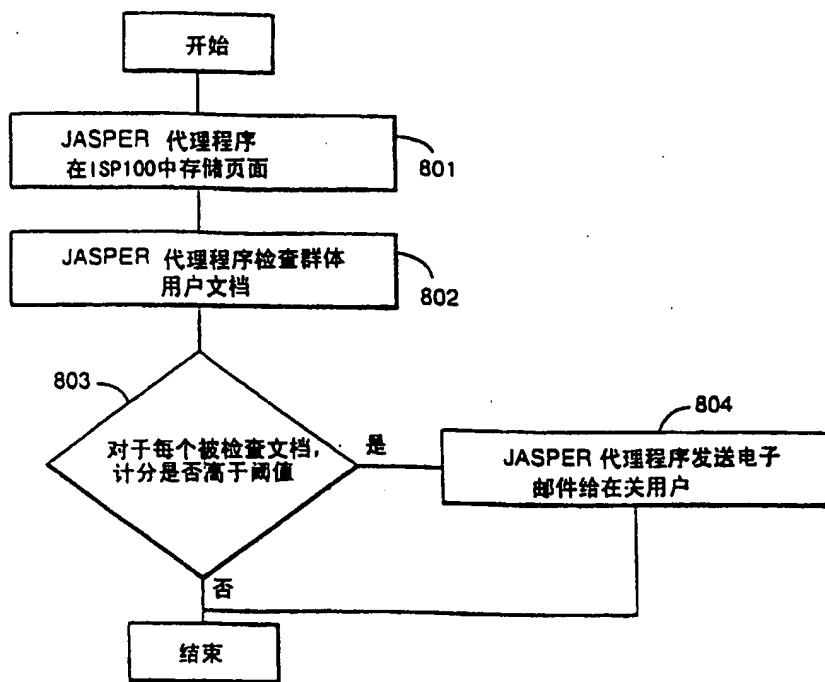 开始
JASPER 代理程序
在ISP100中存储页面
801
JASPER 代理程序检查群体
用户文档
802
803
对于每个被检查文档，
计分是否高于阈值
是
804
JASPER 代理程序发送电子
邮件给在关用户
否
结束